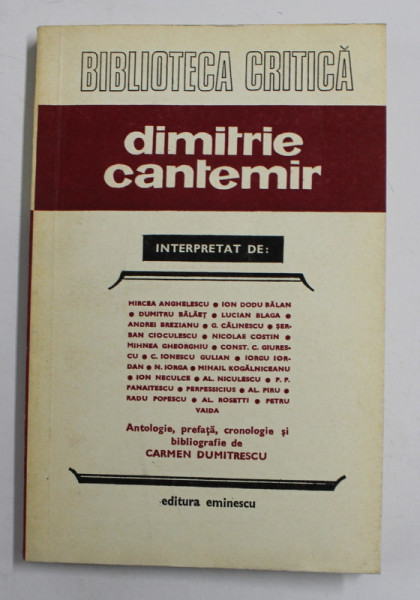 BIBLIOTECA CRITICĂ
dimitrie
cantemir
INTERPRETAT DE:
MIRCEA ANGHELESCU ● ION DODU BĂLAN
● DUMITRU BĂLĂEȚ ● LUCIAN BLAGA ●
ANDREI BREZIANU ● G. CĂLINESCU ● ȘER-
BAN CIOCULESCU ● NICOLAE COSTIN ●
MIHNEA GHEORGHIU ● CONST. C. GIURES-
CU ● C. IONESCU GULIAN ● IORGU IOR-
DAN ● N. IORGA ● MIHAIL KOGĂLNICEANU
● ION NECULCE ● AL. NICULESCU ● P. P.
PANAITESCU ● PERPESSICIUS ● AL. PIRU ●
RADU POPESCU ● AL. ROSETTI ● PETRU
VAIDA
Antologie, prefață, cronologie și
bibliografie de
CARMEN DUMITRESCU
editura eminescu